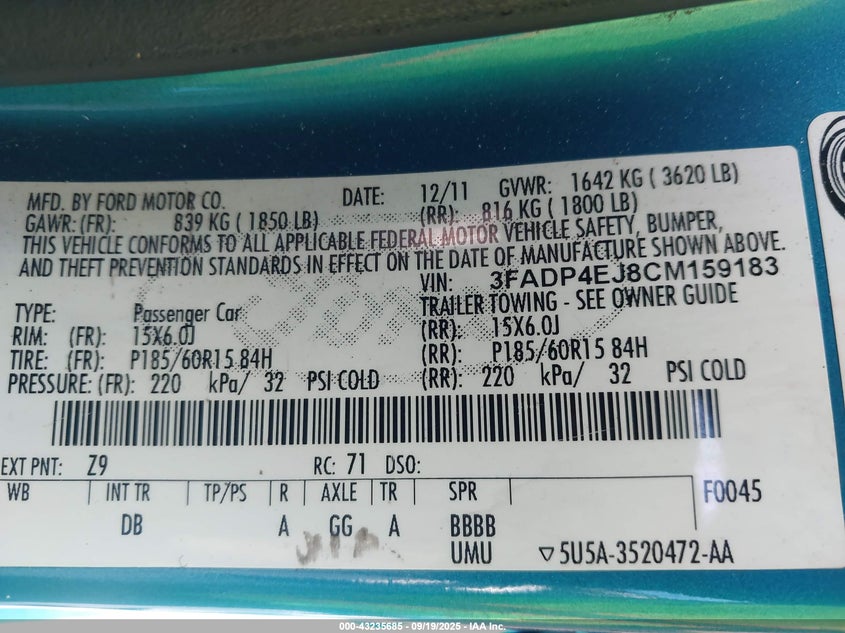 MFD. BY FORD MOTOR CO. DATE: 12/11 GVWR: 1642 KG ( 3620 LB)
GAWR: (FR): 839 KG ( 1850 LB) (RR): 816 KG ( 1800 LB)
THIS VEHICLE CONFORMS TO ALL APPLICABLE FEDERAL MOTOR VEHICLE SAFETY, BUMPER,
AND THEFT PREVENTION STANDARDS IN EFFECT ON THE DATE OF MANUFACTURE SHOWN ABOVE.
VIN: 3FADP4EJ8CM159183
TYPE: Passenger Car TRAILER TOWING - SEE OWNER GUIDE
RIM: (FR): 15X6.0J (RR): 15X6.0J
TIRE: (FR): P185/60R15 84H (RR): P185/60R15 84H
PRESSURE: (FR): 220 kPa/ 32 PSI COLD (RR): 220 kPa/ 32 PSI COLD
EXT PNT: Z9 RC: 71 DSO:
WB INT TR TP/PS R AXLE TR SPR F0045
DB A GG A BBBB
UMU ▽5U5A-3520472-AA
000-43235685 - 09/19/2025 - IAA Inc.